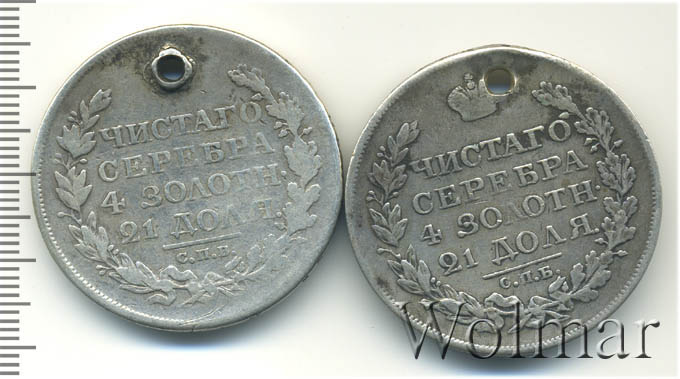 ЧИСТАГО
СЕРЕБРА
4 ЗОЛОТН.
21 ДОЛЯ.
С.П.Б.
ЧИСТАГО
СЕРЕБРА
4 ЗОЛОТН.
21 ДОЛЯ.
С.П.Б.
Wolmar